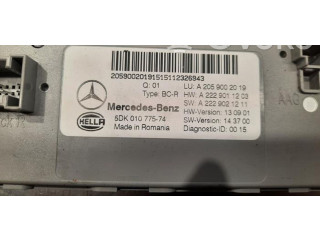 20590020191515112326943
Q: 01
LU: A 205 900 20 19
Type: BC-R
HW: A 222 901 12 03
Mercedes-Benz
SW: A 222 902 12 11
HELLA
5DK 010 775-74
HW-Version: 13 09 01
Made in Romania
SW-Version: 14 37 00
Diagnostic-ID: 00 15